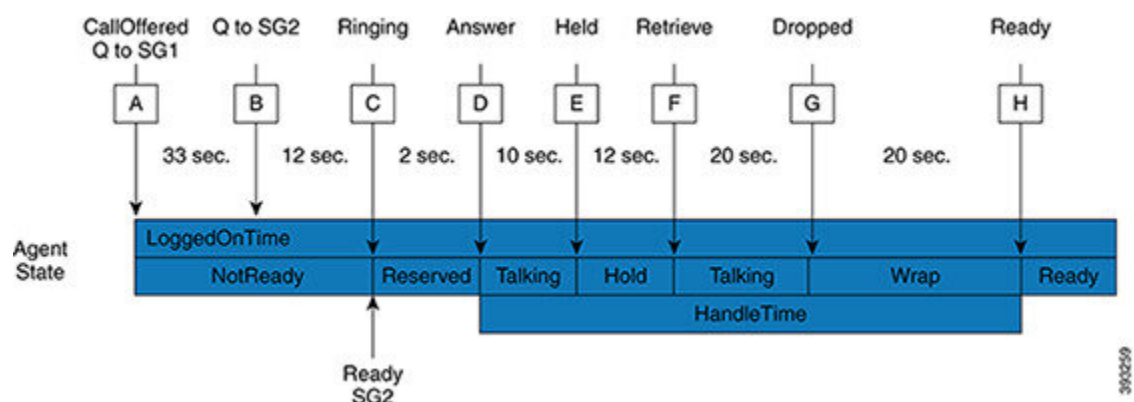 CallOffered Q to SG2 Ringing Answer Held Retrieve Dropped Ready
Q to SG1
A B C D E F G H
33 sec. 12 sec. 2 sec. 10 sec. 12 sec. 20 sec. 20 sec.
LoggedOnTime
Agent
State
NotReady Reserved Talking Hold Talking Wrap Ready
HandleTime
Ready
SG2
393259